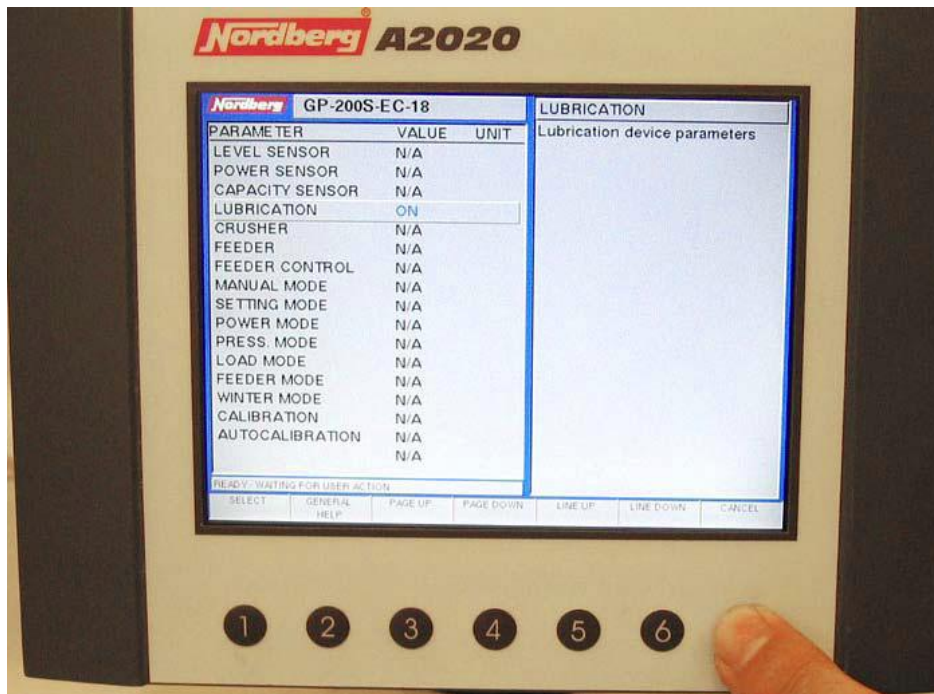 Nordberg® A2020
Nordberg GP-200S-EC-18
LUBRICATION
PARAMETER VALUE UNIT
Lubrication device parameters
LEVEL SENSOR N/A
POWER SENSOR N/A
CAPACITY SENSOR N/A
LUBRICATION ON
CRUSHER N/A
FEEDER N/A
FEEDER CONTROL N/A
MANUAL MODE N/A
SETTING MODE N/A
POWER MODE N/A
PRESS. MODE N/A
LOAD MODE N/A
FEEDER MODE N/A
WINTER MODE N/A
CALIBRATION N/A
AUTOCALIBRATION N/A
N/A
READY - WAITING FOR USER ACTION
SELECT GENERAL PAGE UP PAGE DOWN LINE UP LINE DOWN CANCEL
HELP
1 2 3 4 5 6